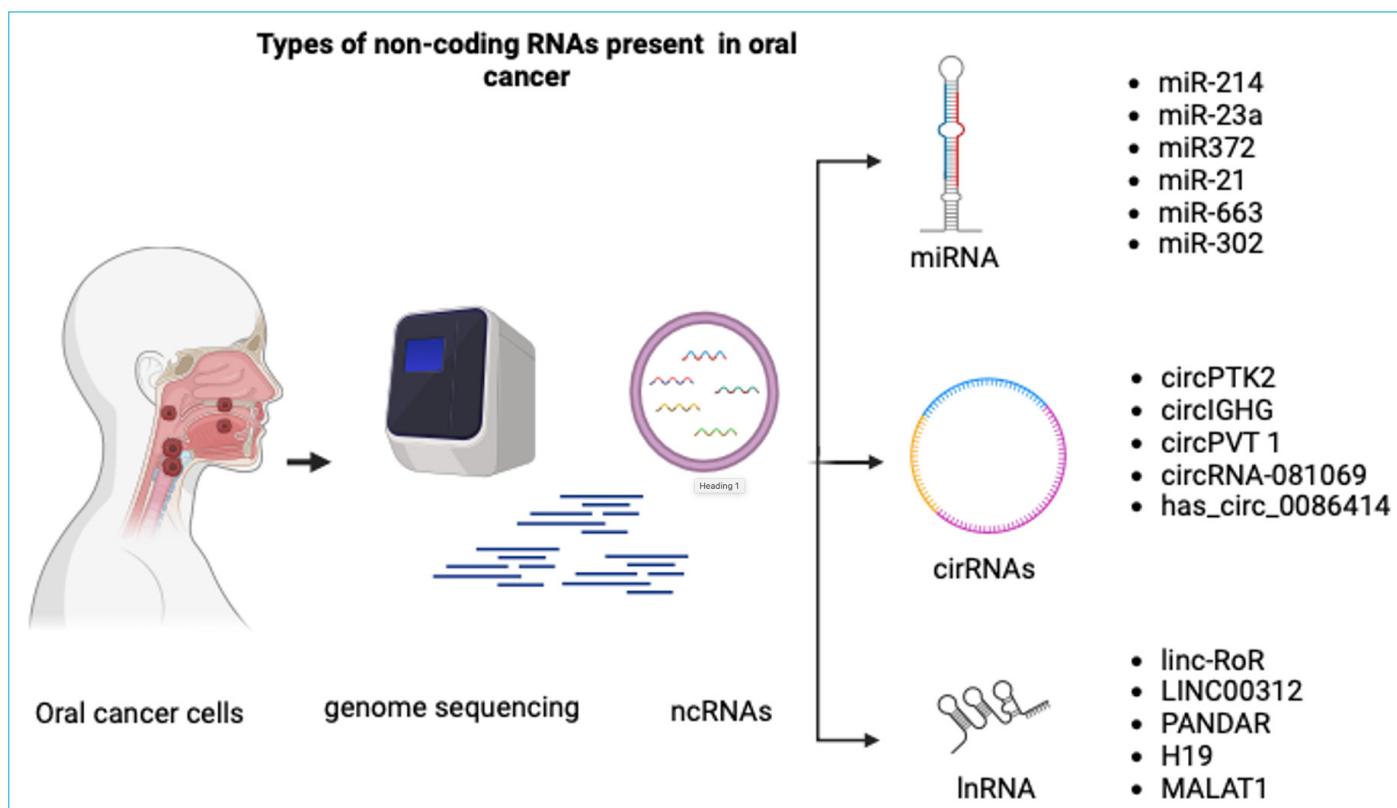 Types of non-coding RNAs present in oral
cancer
miRNA
• miR-214
• miR-23a
• miR372
• miR-21
• miR-663
• miR-302
Heading 1
cirRNAs
• circPTK2
• circIGHG
• circPVT 1
• circRNA-081069
• has_circ_0086414
Oral cancer cells
genome sequencing
ncRNAs
lnRNA
• linc-RoR
• LINC00312
• PANDAR
• H19
• MALAT1